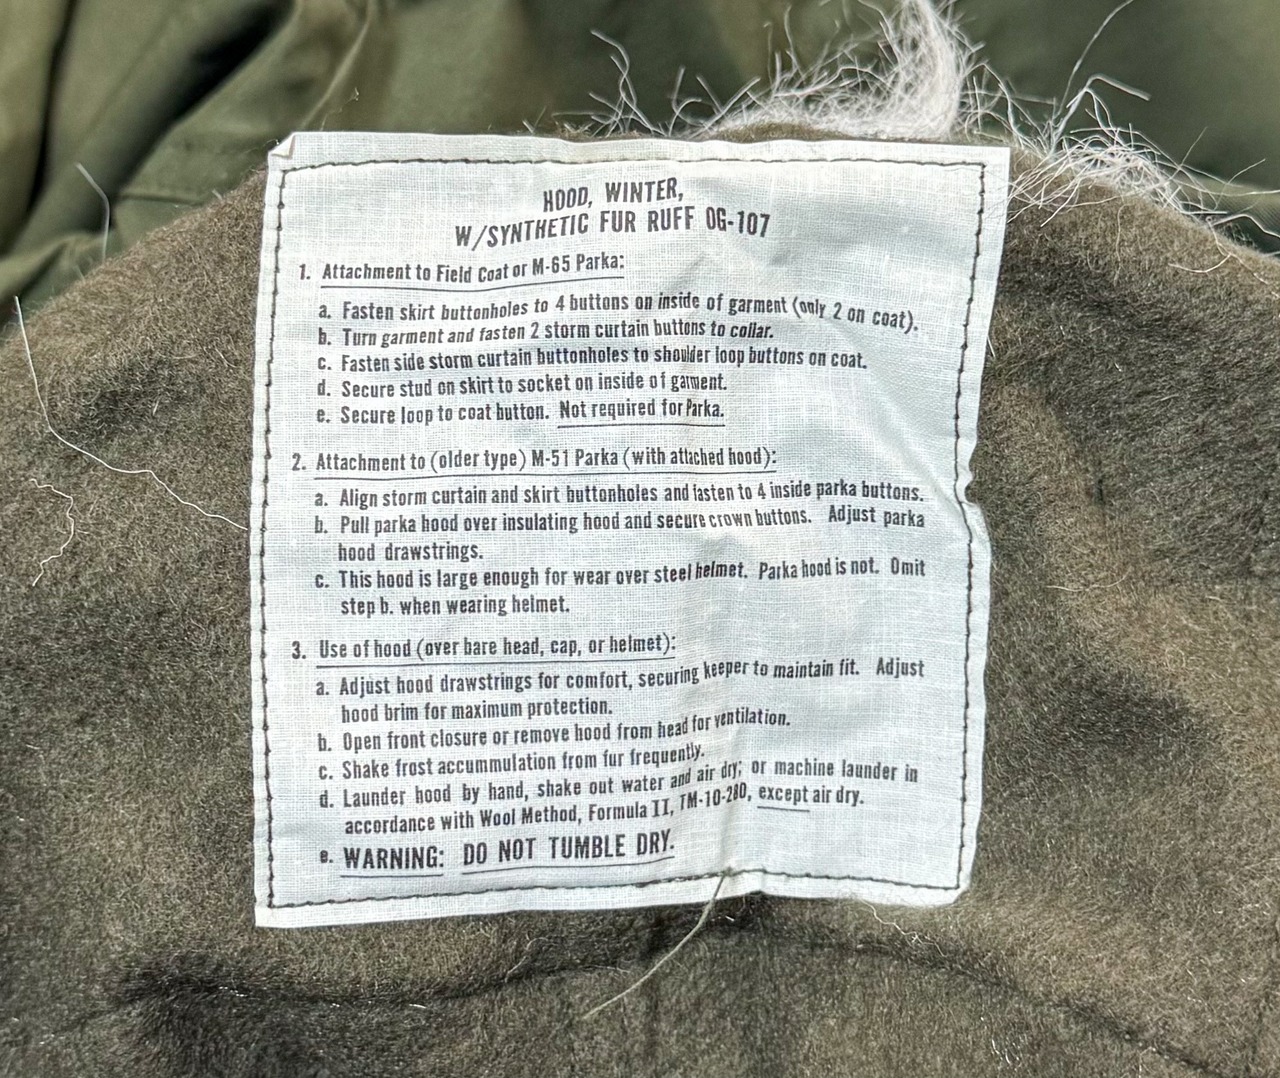 HOOD, WINTER,
W/SYNTHETIC FUR RUFF OG-107
1. Attachment to Field Coat or M-65 Parka:
a. Fasten skirt buttonholes to 4 buttons on inside of garment (only 2 on coat).
b. Turn garment and fasten 2 storm curtain buttons to collar.
c. Fasten side storm curtain buttonholes to shoulder loop buttons on coat.
d. Secure stud on skirt to socket on inside of garment.
e. Secure loop to coat button. Not required for Parka.
2. Attachment to (older type) M-51 Parka (with attached hood):
a. Align storm curtain and skirt buttonholes and fasten to 4 inside parka buttons.
b. Pull parka hood over insulating hood and secure crown buttons. Adjust parka
hood drawstrings.
c. This hood is large enough for wear over steel helmet. Parka hood is not. Omit
step b. when wearing helmet.
3. Use of hood (over bare head, cap, or helmet):
a. Adjust hood drawstrings for comfort, securing keeper to maintain fit. Adjust
hood brim for maximum protection.
b. Open front closure or remove hood from head for ventilation.
c. Shake frost accummulation from fur frequently.
d. Launder hood by hand, shake out water and air dry; or machine launder in
accordance with Wool Method, Formula II, TM-10-280, except air dry.
e. WARNING: DO NOT TUMBLE DRY.